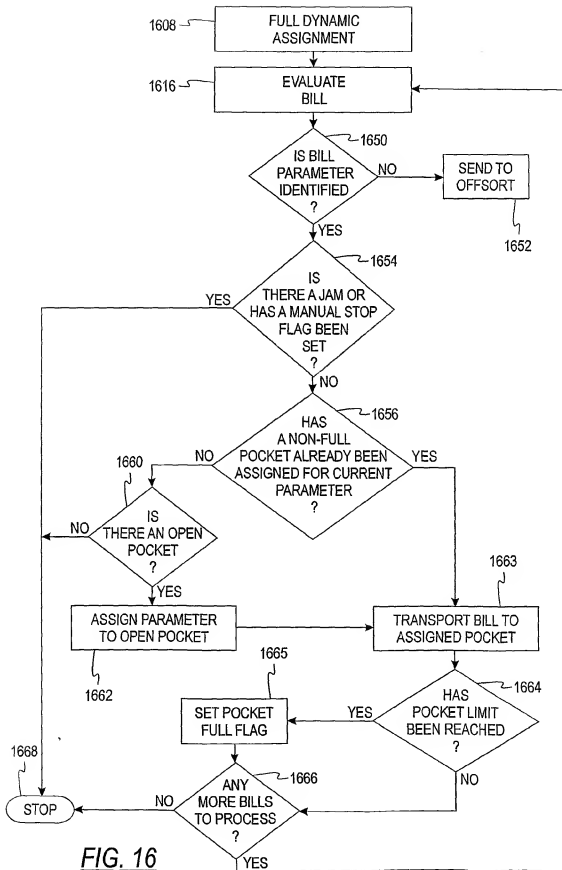 1608
FULL DYNAMIC
ASSIGNMENT
1616
EVALUATE
BILL
1650
IS BILL
PARAMETER
IDENTIFIED
?
NO
SEND TO
OFFSORT
1652
YES
1654
IS
THERE A JAM OR
HAS A MANUAL STOP
FLAG BEEN
SET
?
YES
NO
1656
HAS
A NON-FULL
POCKET ALREADY BEEN
ASSIGNED FOR CURRENT
PARAMETER
?
NO
YES
1660
IS
THERE AN OPEN
POCKET
?
NO
YES
ASSIGN PARAMETER
TO OPEN POCKET
1662
1663
TRANSPORT BILL TO
ASSIGNED POCKET
1664
HAS
POCKET LIMIT
BEEN REACHED
?
YES
NO
1665
SET POCKET
FULL FLAG
1666
ANY
MORE BILLS
TO PROCESS
?
NO
YES
1668
STOP
FIG. 16